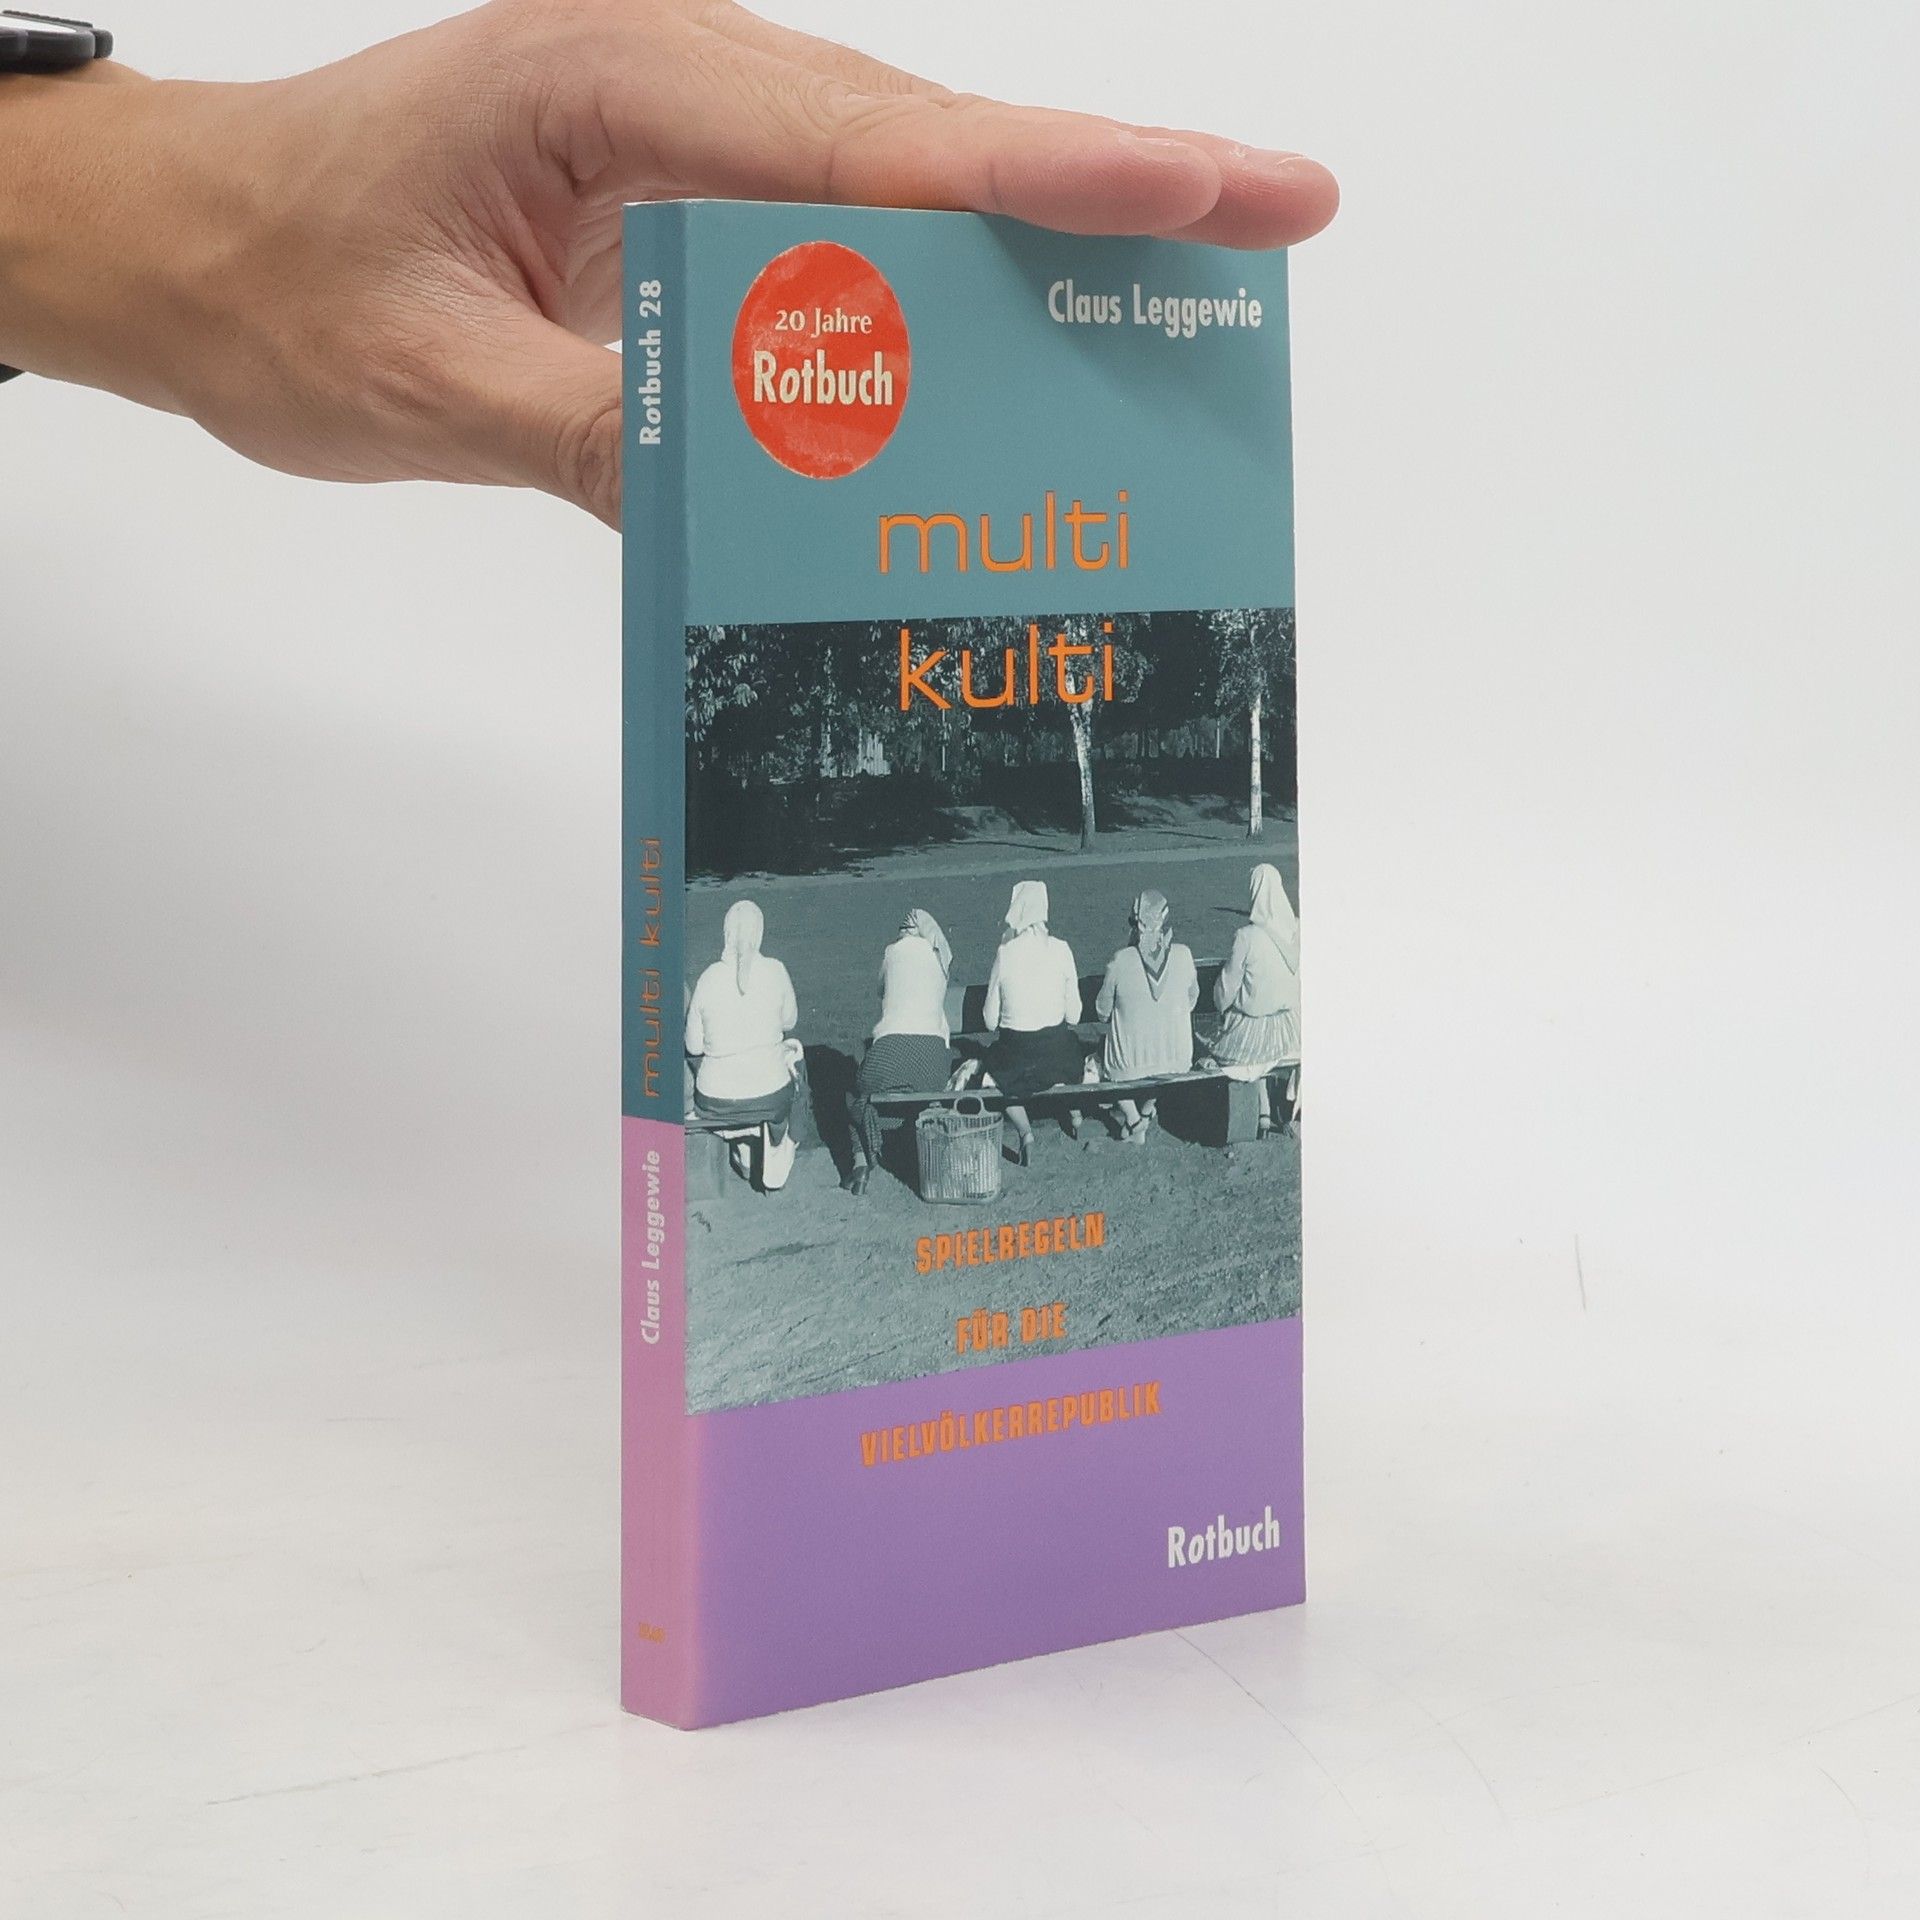 Rotbuch 28
multi kulti
Claus Leggewie
20 Jahre
Rotbuch
Claus Leggewie
multi
kulti
SPIELREGELN
FÜR DIE
VIELVÖLKERREPUBLIK
Rotbuch